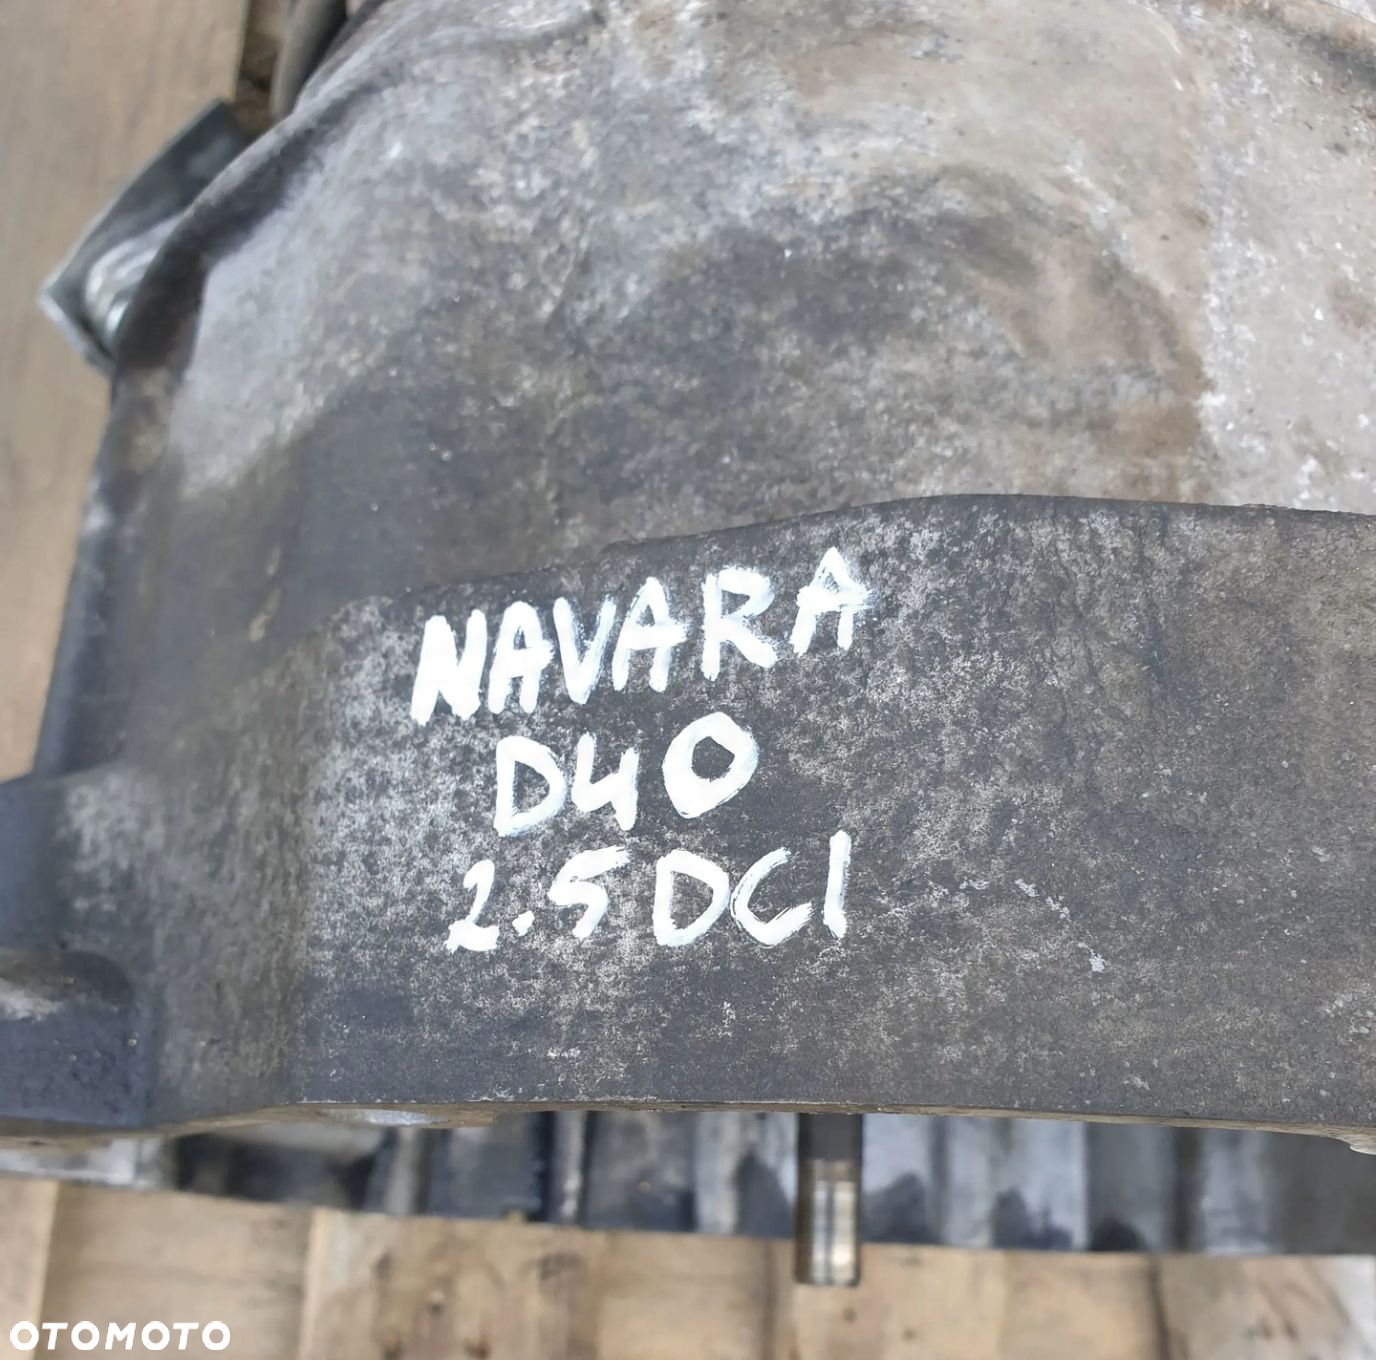 NAVARA
D40
2.5 DCI
OTOMOTO